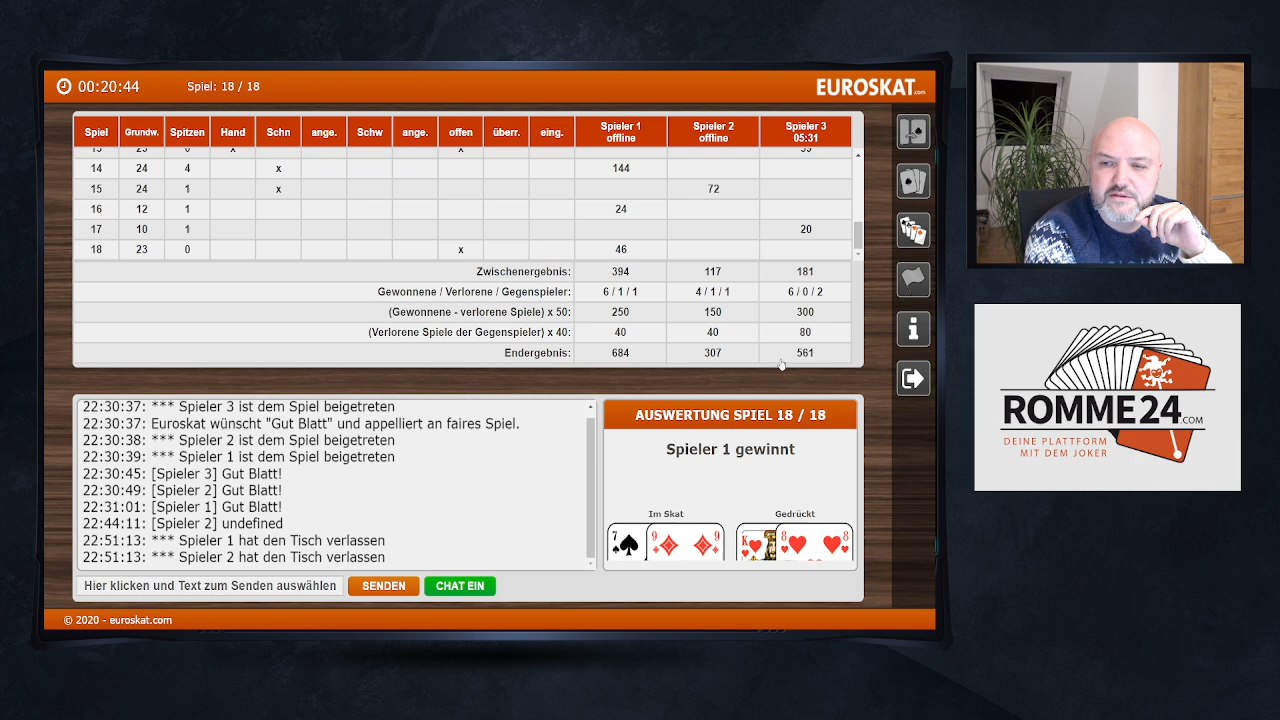 00:20:44 Spiel: 18 / 18 EUROSKAT.com
Spiel Grundw. Spitzen Hand Schn ange. Schw ange. offen überr. eing. Spieler 1 offline Spieler 2 offline Spieler 3 05:31
14 24 4 x 144
15 24 1 x 72
16 12 1 24
17 10 1 20
18 23 0 x 46
Zwischenergebnis: 394 117 181
Gewonnene / Verlorene / Gegenspieler: 6 / 1 / 1 4 / 1 / 1 6 / 0 / 2
(Gewonnene - verlorene Spiele) x 50: 250 150 300
(Verlorene Spiele der Gegenspieler) x 40: 40 40 80
Endergebnis: 684 307 561
22:30:37: *** Spieler 3 ist dem Spiel beigetreten
22:30:37: Euroskat wünscht "Gut Blatt" und appelliert an faires Spiel.
22:30:38: *** Spieler 2 ist dem Spiel beigetreten
22:30:39: *** Spieler 1 ist dem Spiel beigetreten
22:30:45: [Spieler 3] Gut Blatt!
22:30:49: [Spieler 2] Gut Blatt!
22:31:01: [Spieler 1] Gut Blatt!
22:44:11: [Spieler 2] undefined
22:51:13: *** Spieler 1 hat den Tisch verlassen
22:51:13: *** Spieler 2 hat den Tisch verlassen
Hier klicken und Text zum Senden auswählen SENDEN CHAT EIN
AUSWERTUNG SPIEL 18 / 18
Spieler 1 gewinnt
Im Skat Gedrückt
7 9 9 K 8 8
© 2020 - euroskat.com
ROMME24.COM
DEINE PLATTFORM
MIT DEM JOKER